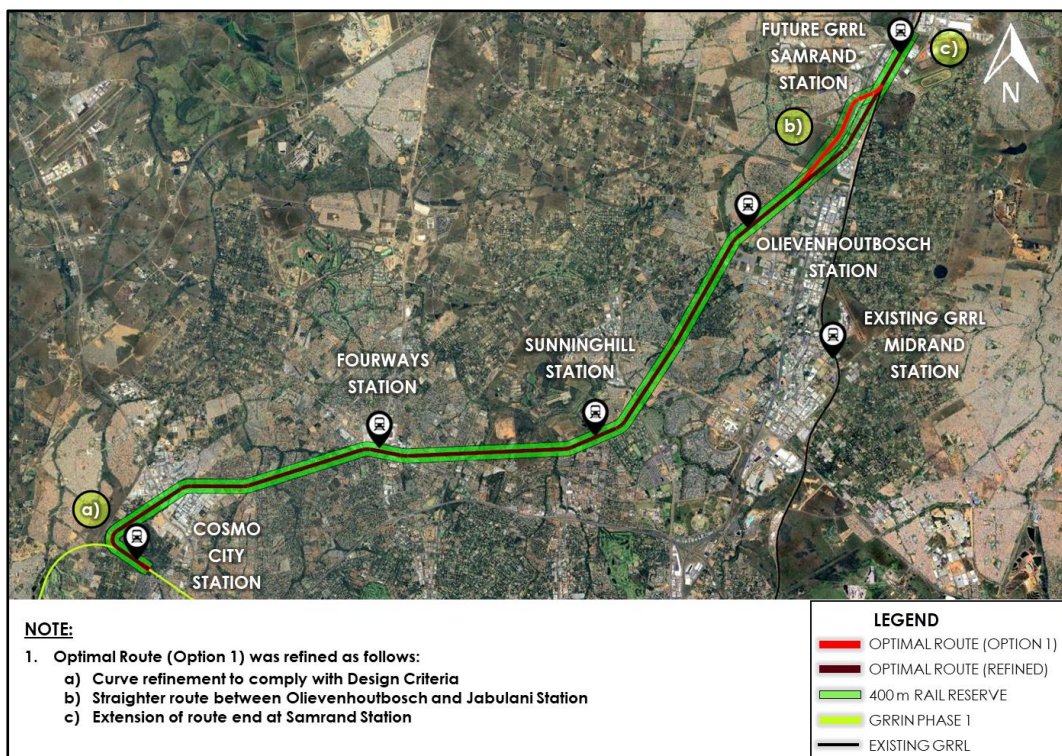 FUTURE GRRL
SAMRAND
STATION
c)
N
b)
OLIEVENHOUTBOSCH
STATION
EXISTING GRRL
MIDRAND
STATION
SUNNINGHILL
STATION
FOURWAYS
STATION
a)
COSMO
CITY
STATION
NOTE:
1. Optimal Route (Option 1) was refined as follows:
a) Curve refinement to comply with Design Criteria
b) Straighter route between Olievenhoutbosch and Jabulani Station
c) Extension of route end at Samrand Station
LEGEND
OPTIMAL ROUTE (OPTION 1)
OPTIMAL ROUTE (REFINED)
400 m RAIL RESERVE
GRRIN PHASE 1
EXISTING GRRL